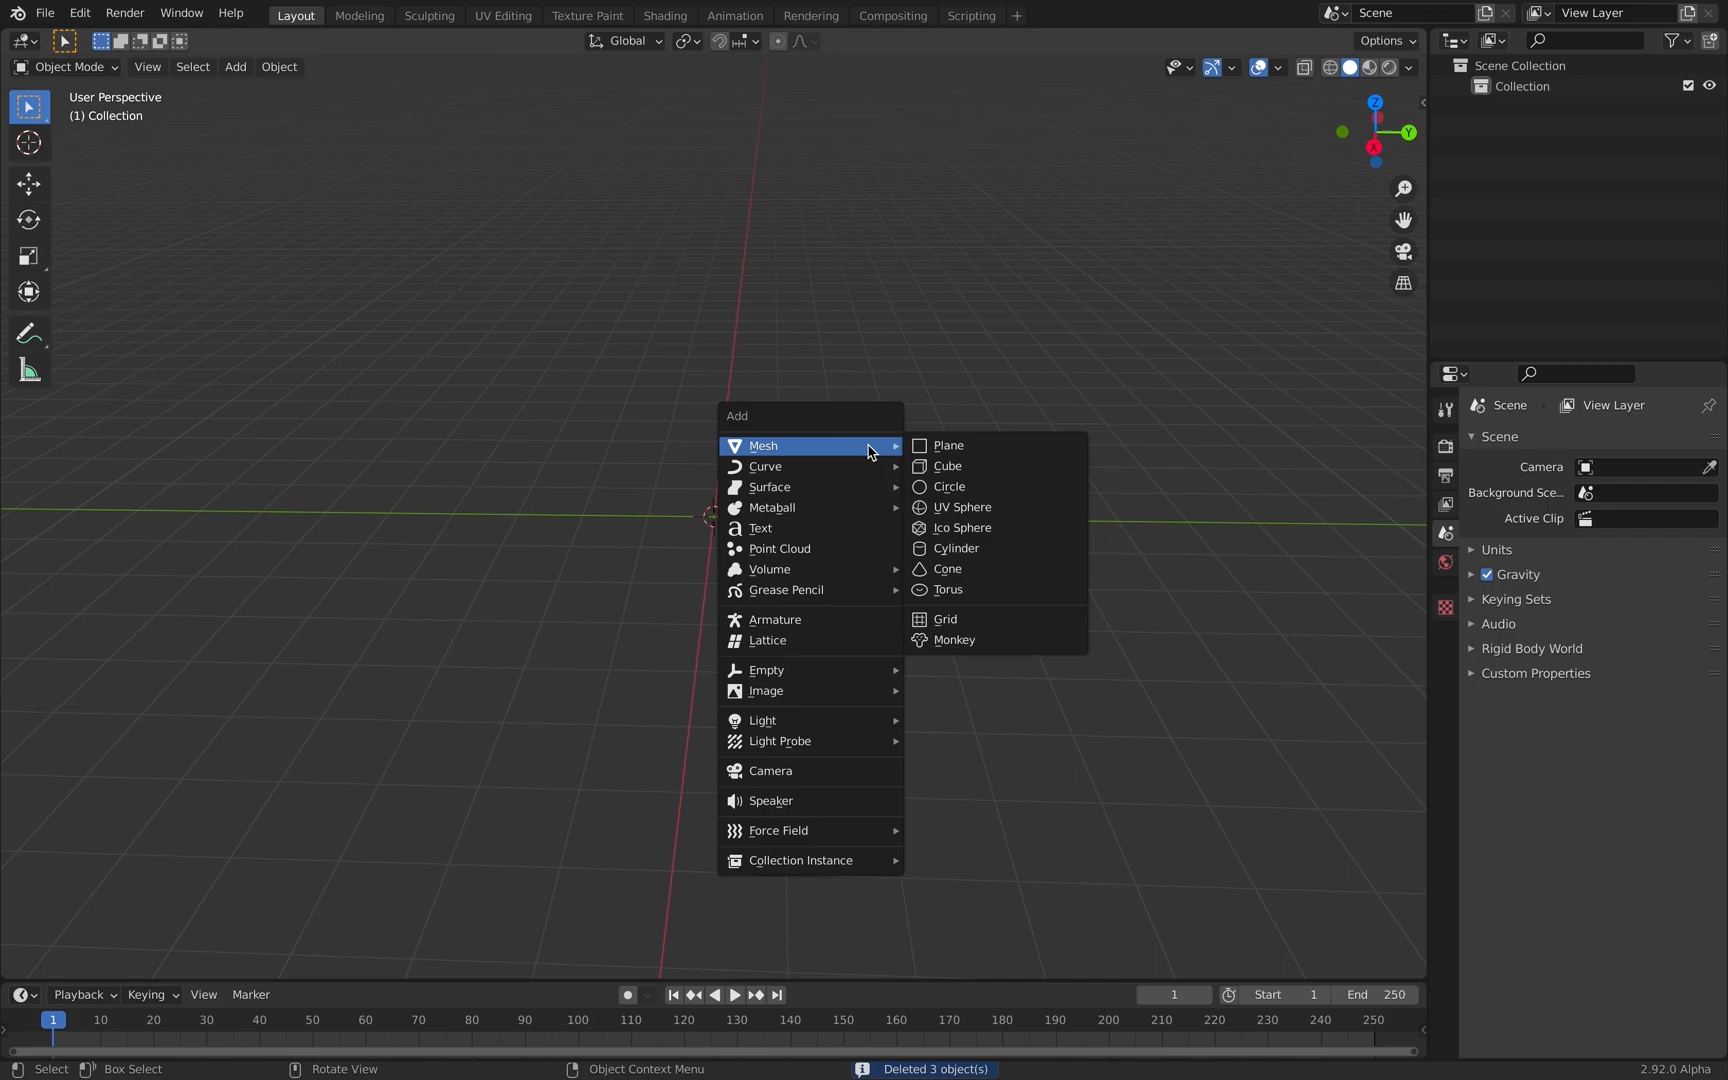 File Edit Render Window Help Layout Modeling Sculpting UV Editing Texture Paint Shading Animation Rendering Compositing Scripting + Scene View Layer
Global Options
Object Mode View Select Add Object
Scene Collection
Collection
User Perspective
(1) Collection
Z
Y
X
Scene View Layer
Scene
Camera
Background Sce...
Active Clip
Units
Gravity
Keying Sets
Audio
Rigid Body World
Custom Properties
Add
Mesh
Curve
Surface
Metaball
Text
Point Cloud
Volume
Grease Pencil
Armature
Lattice
Empty
Image
Light
Light Probe
Camera
Speaker
Force Field
Collection Instance
Plane
Cube
Circle
UV Sphere
Ico Sphere
Cylinder
Cone
Torus
Grid
Monkey
Playback Keying View Marker 1 Start 1 End 250
1 10 20 30 40 50 60 70 80 90 100 110 120 130 140 150 160 170 180 190 200 210 220 230 240 250
Select Box Select Rotate View Object Context Menu Deleted 3 object(s) 2.92.0 Alpha